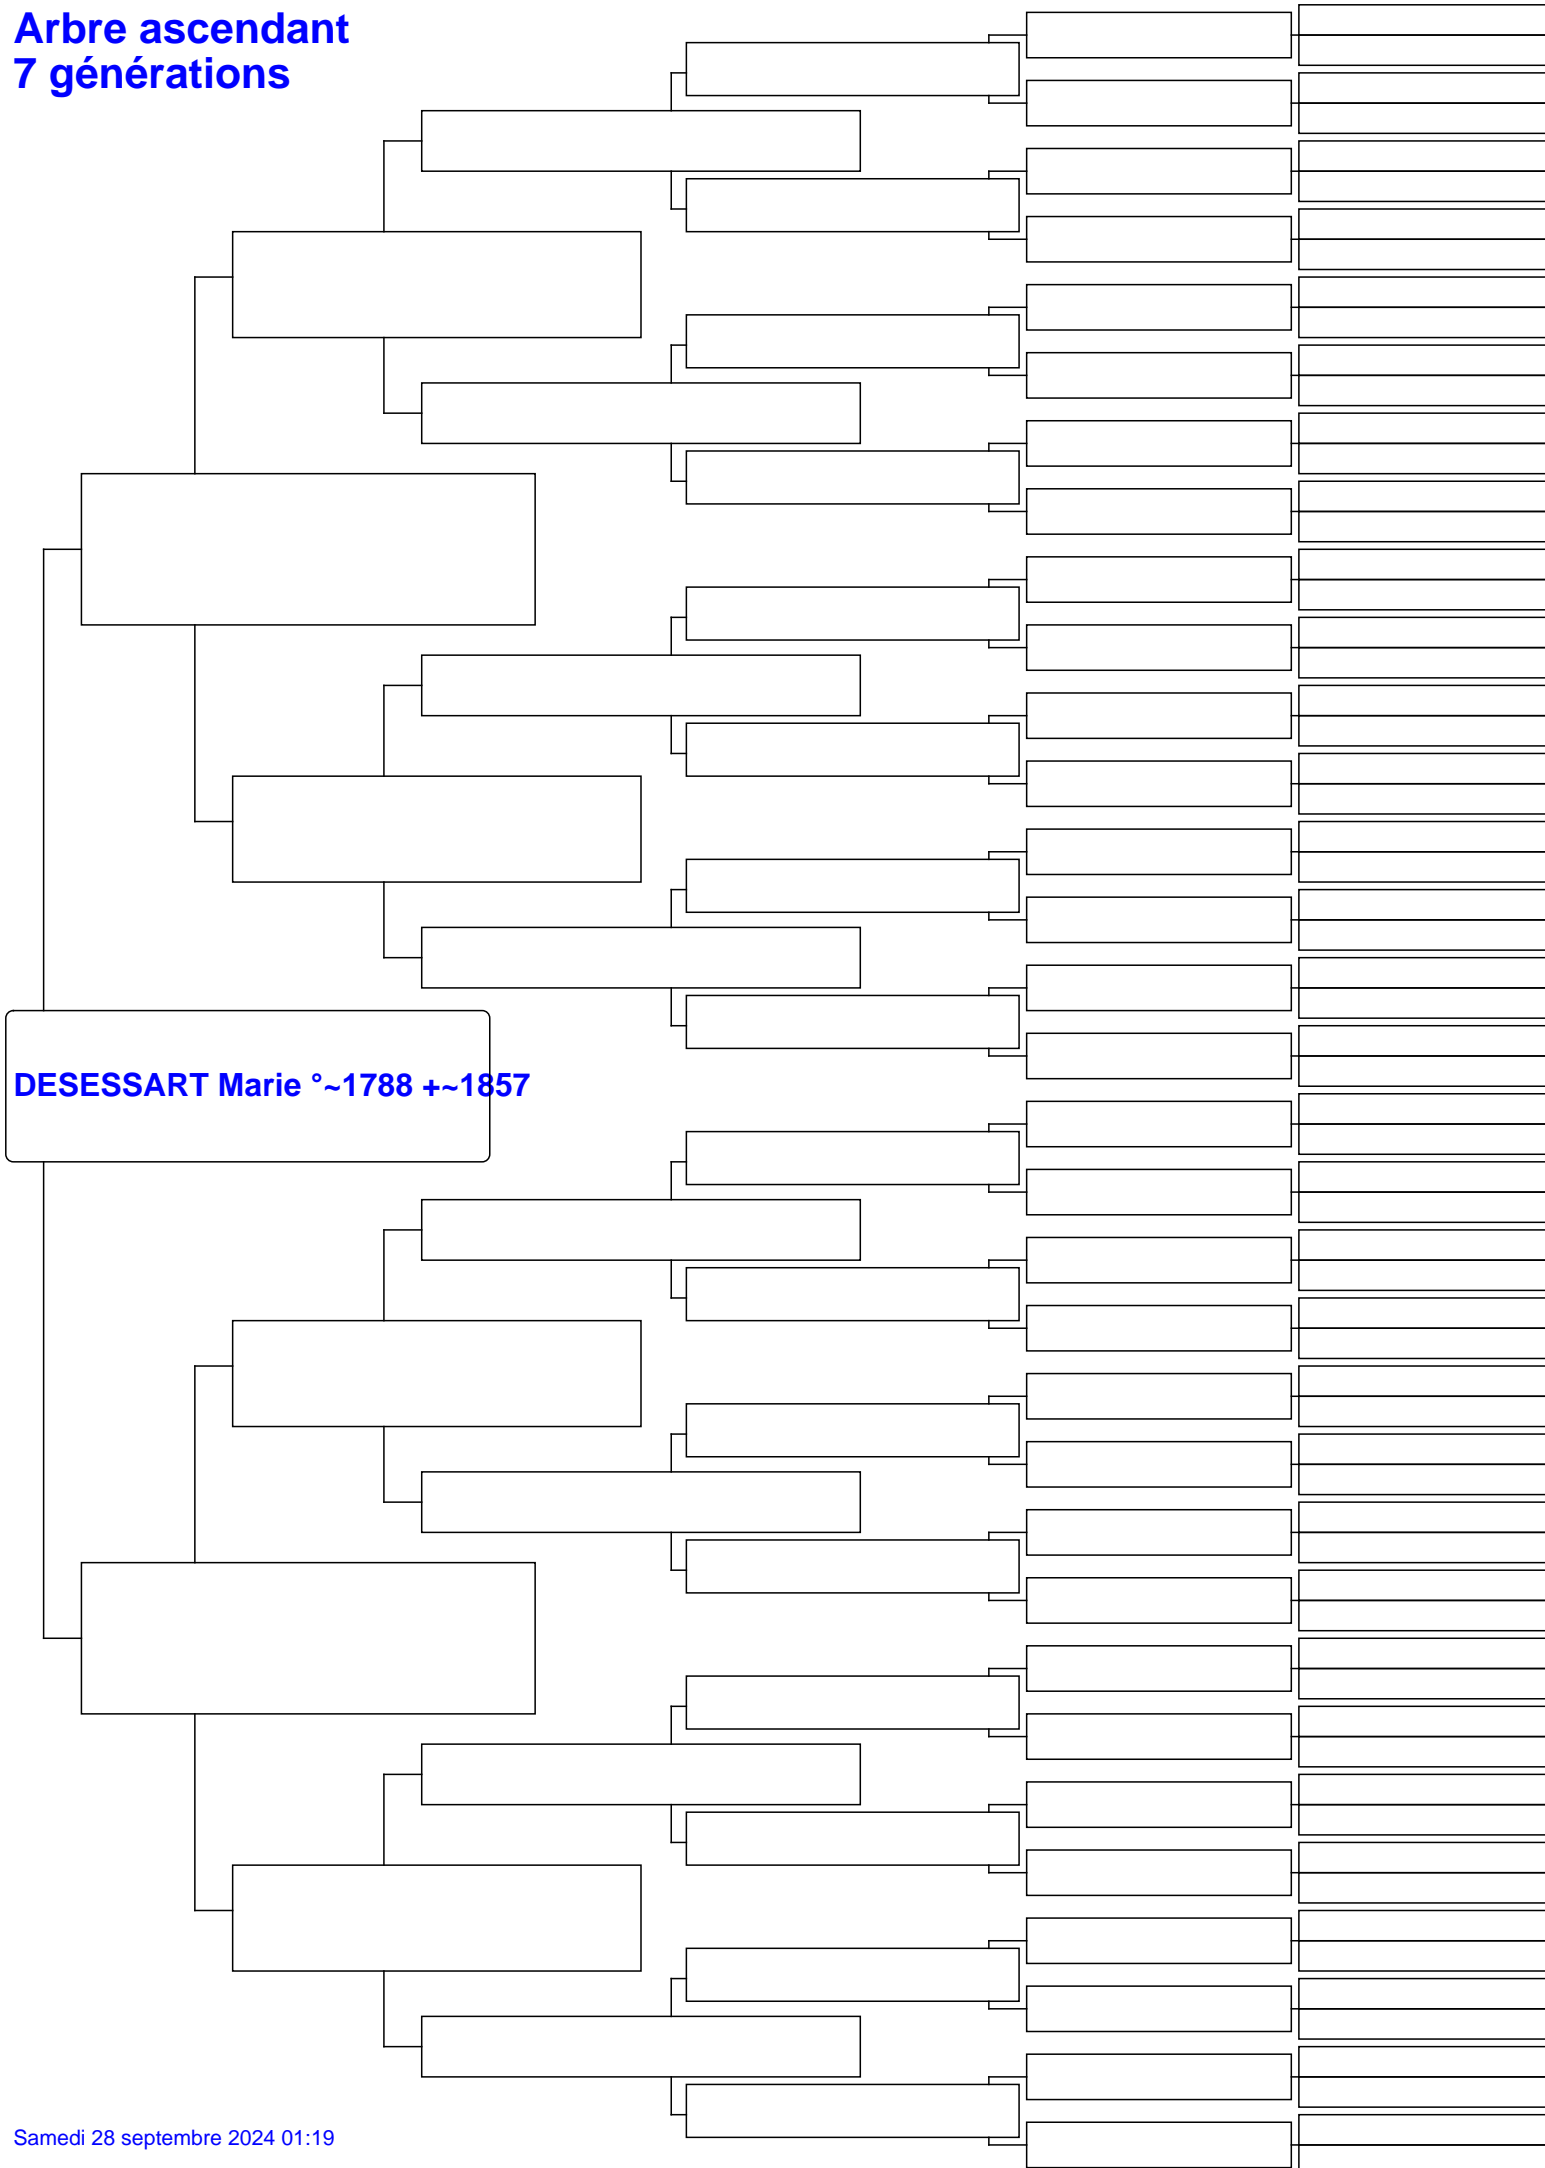 Arbre ascendant
7 générations
DESESSART Marie °~1788 +~1857
Samedi 28 septembre 2024 01:19